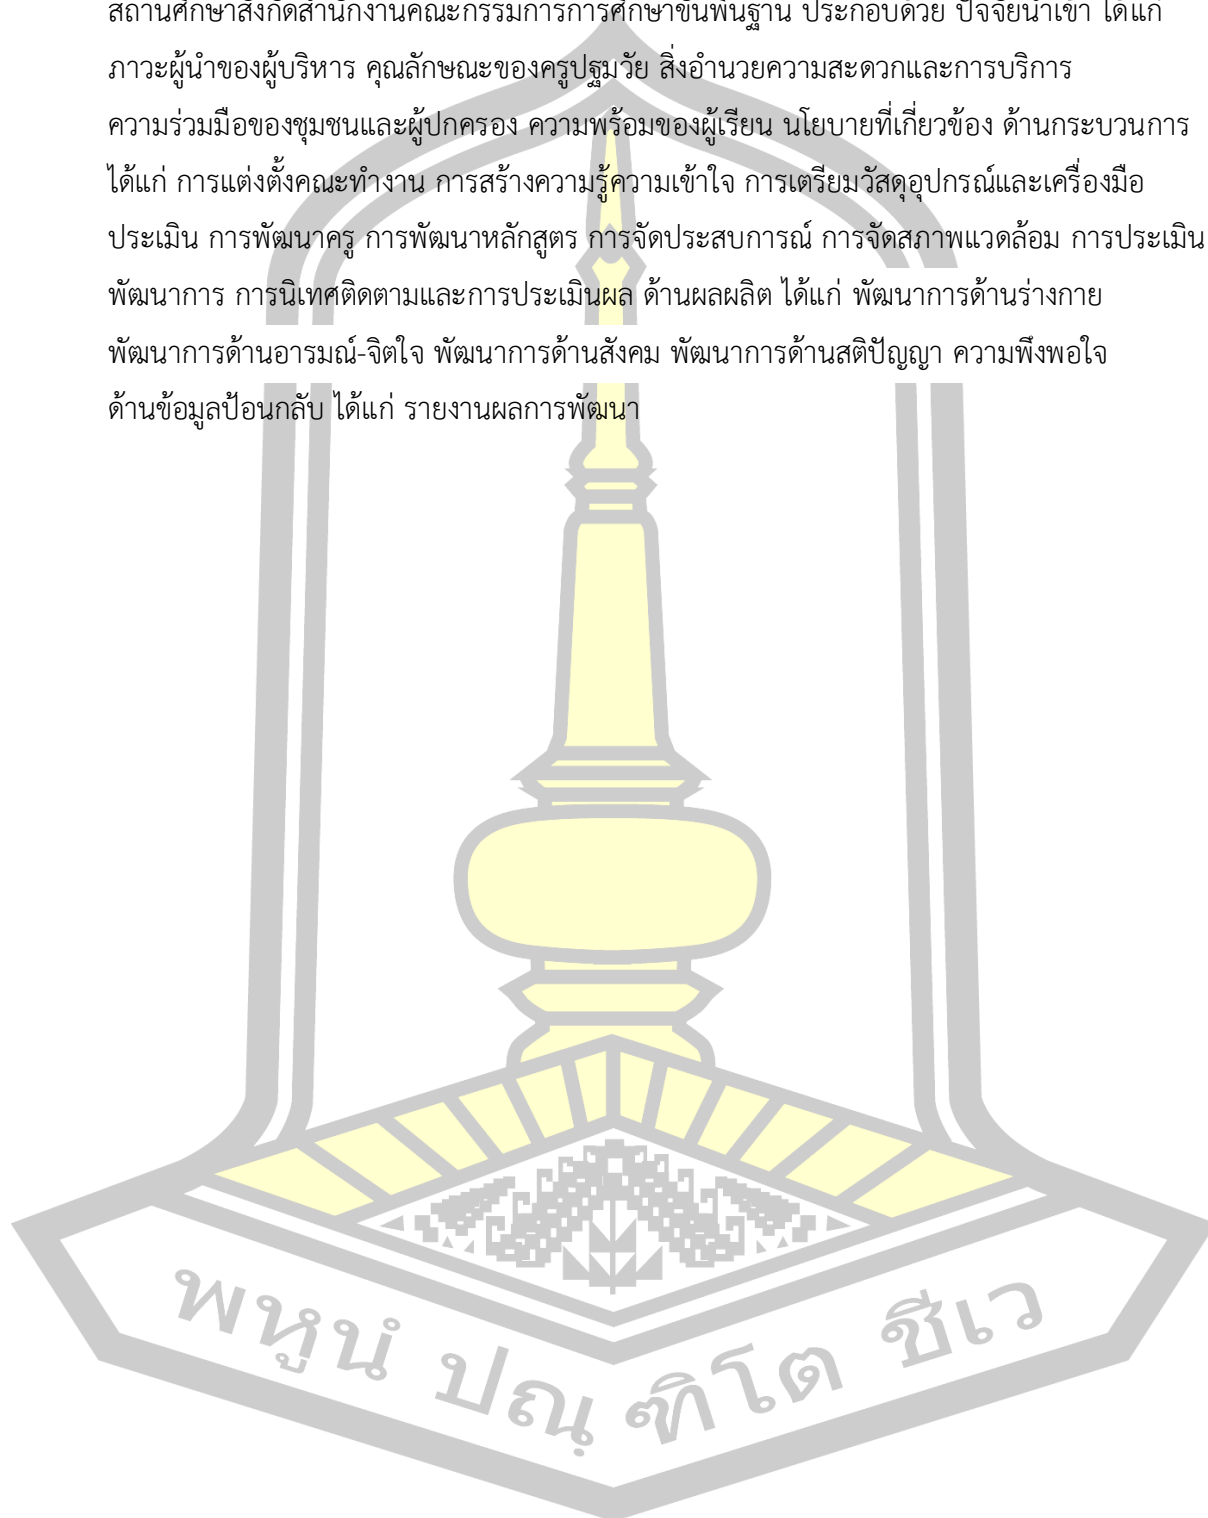 สถานศึกษาสังกัดสำนักงานคณะกรรมการการศึกษาขั้นพื้นฐาน ประกอบด้วย ปัจจัยนำเข้า ได้แก่
ภาวะผู้นำของผู้บริหาร คุณลักษณะของครูปฐมวัย สิ่งอำนวยความสะดวกและการบริการ
ความร่วมมือของชุมชนและผู้ปกครอง ความพร้อมของผู้เรียน นโยบายที่เกี่ยวข้อง ด้านกระบวนการ
ได้แก่ การแต่งตั้งคณะทำงาน การสร้างความรู้ความเข้าใจ การเตรียมวัสดุอุปกรณ์และเครื่องมือ
ประเมิน การพัฒนาครู การพัฒนาหลักสูตร การจัดประสบการณ์ การจัดสภาพแวดล้อม การประเมิน
พัฒนาการ การนิเทศติดตามและการประเมินผล ด้านผลผลิต ได้แก่ พัฒนาการด้านร่างกาย
พัฒนาการด้านอารมณ์-จิตใจ พัฒนาการด้านสังคม พัฒนาการด้านสติปัญญา ความพึงพอใจ
ด้านข้อมูลป้อนกลับ ได้แก่ รายงานผลการพัฒนา
พหูนํ ปณฺฑิโต ชีเว